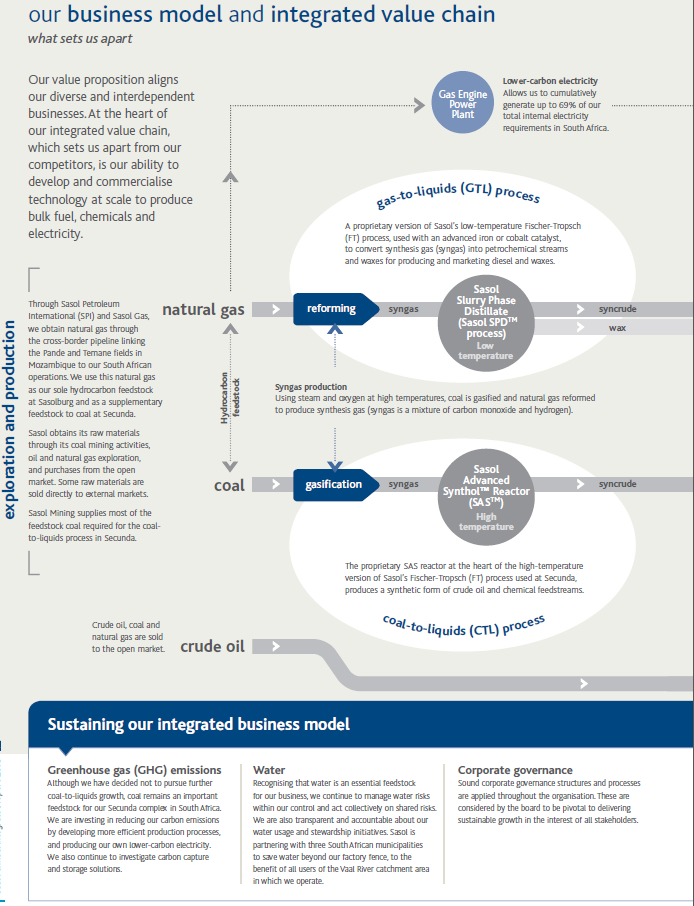 our business model and integrated value chain
what sets us apart
Our value proposition aligns
our diverse and interdependent
businesses. At the heart of
our integrated value chain,
which sets us apart from our
competitors, is our ability to
develop and commercialise
technology at scale to produce
bulk fuel, chemicals and
electricity.
Gas Engine
Power
Plant
Lower-carbon electricity
Allows us to cumulatively
generate up to 69% of our
total internal electricity
requirements in South Africa.
gas-to-liquids (GTL) process
A proprietary version of Sasol's low-temperature Fischer-Tropsch
(FT) process, used with an advanced iron or cobalt catalyst,
to convert synthesis gas (syngas) into petrochemical streams
and waxes for producing and marketing diesel and waxes.
exploration and production
Through Sasol Petroleum
International (SPI) and Sasol Gas,
we obtain natural gas through
the cross-border pipeline linking
the Pande and Temane fields in
Mozambique to our South African
operations. We use this natural gas
as our sole hydrocarbon feedstock
at Sasolburg and as a supplementary
feedstock to coal at Secunda.
Sasol obtains its raw materials
through its coal mining activities,
oil and natural gas exploration,
and purchases from the open
market. Some raw materials are
sold directly to external markets.
Sasol Mining supplies most of the
feedstock coal required for the coal-
to-liquids process in Secunda.
natural gas
reforming
syngas
Sasol
Slurry Phase
Distillate
(Sasol SPD™
process)
Low
temperature
syncrude
wax
Hydrocarbon
feedstock
Syngas production
Using steam and oxygen at high temperatures, coal is gasified and natural gas reformed
to produce synthesis gas (syngas is a mixture of carbon monoxide and hydrogen).
coal
gasification
syngas
Sasol
Advanced
Synthol™ Reactor
(SAS™)
High
temperature
syncrude
The proprietary SAS reactor at the heart of the high-temperature
version of Sasol's Fischer-Tropsch (FT) process used at Secunda,
produces a synthetic form of crude oil and chemical feedstreams.
coal-to-liquids (CTL) process
Crude oil, coal and
natural gas are sold
to the open market.
crude oil
Sustaining our integrated business model
Greenhouse gas (GHG) emissions
Although we have decided not to pursue further
coal-to-liquids growth, coal remains an important
feedstock for our Secunda complex in South Africa.
We are investing in reducing our carbon emissions
by developing more efficient production processes,
and producing our own lower-carbon electricity.
We also continue to investigate carbon capture
and storage solutions.
Water
Recognising that water is an essential feedstock
for our business, we continue to manage water risks
within our control and act collectively on shared risks.
We are also transparent and accountable about our
water usage and stewardship initiatives. Sasol is
partnering with three South African municipalities
to save water beyond our factory fence, to the
benefit of all users of the Vaal River catchment area
in which we operate.
Corporate governance
Sound corporate governance structures and processes
are applied throughout the organisation. These are
considered by the board to be pivotal to delivering
sustainable growth in the interest of all stakeholders.